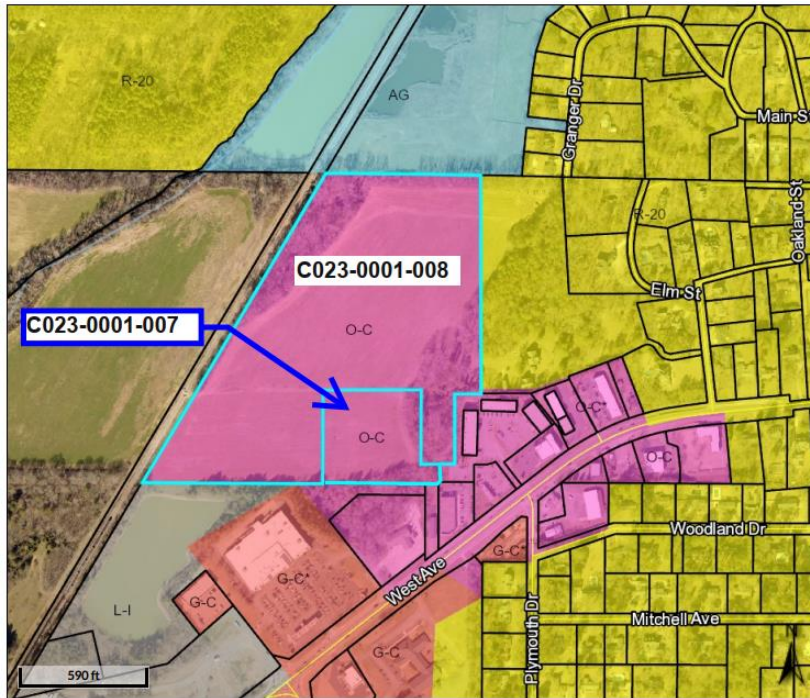 R-20
AG
Granger Dr
Main St
Oakland St
R-20
C023-0001-008
Elm St
C023-0001-007
O-C
O-C
O-C
O-C
Woodland Dr
G-C
West Ave
G-C
G-C
L-I
Mitchell Ave
Plymouth Dr
G-C
590 ft